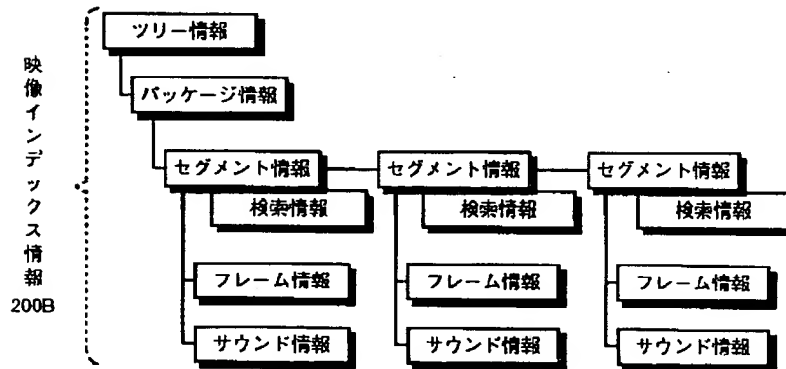 映像インデックス情報
200B
ツリー情報
パッケージ情報
セグメント情報 セグメント情報 セグメント情報
検索情報 検索情報 検索情報
フレーム情報 フレーム情報 フレーム情報
サウンド情報 サウンド情報 サウンド情報